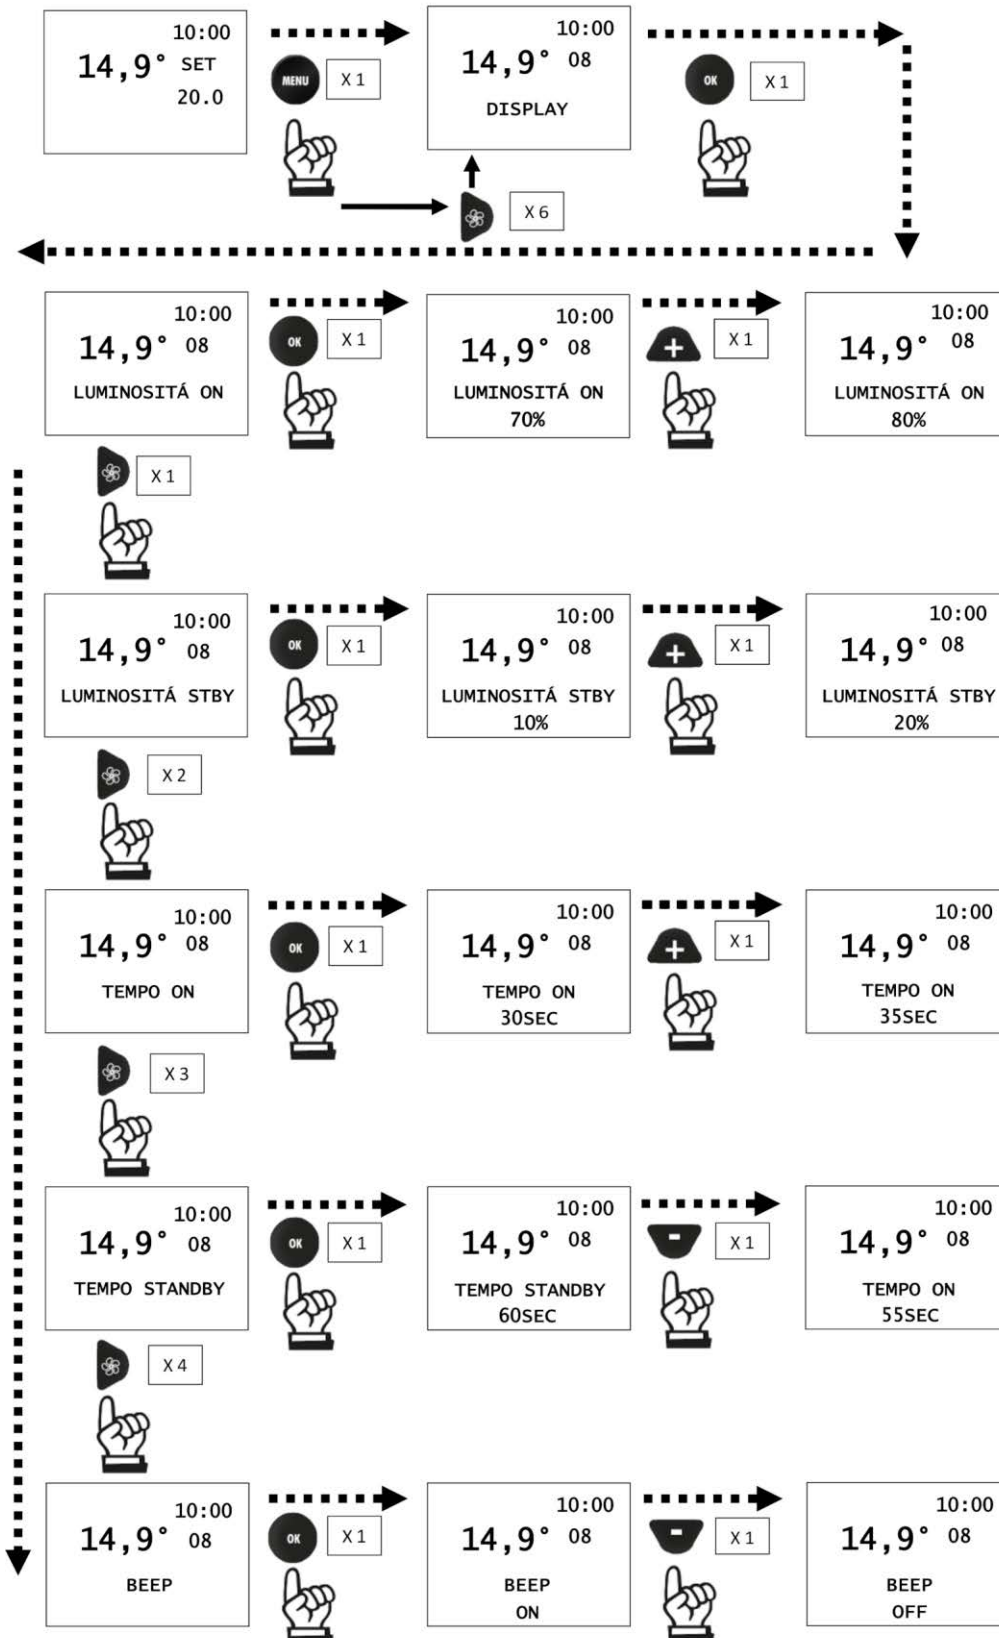 10:00
14,9° SET
20.0
MENU
X 1
10:00
14,9° 08
DISPLAY
OK
X 1
X 6
10:00
14,9° 08
LUMINOSITÁ ON
OK
X 1
10:00
14,9° 08
LUMINOSITÁ ON
70%
+
X 1
10:00
14,9° 08
LUMINOSITÁ ON
80%
X 1
10:00
14,9° 08
LUMINOSITÁ STBY
OK
X 1
10:00
14,9° 08
LUMINOSITÁ STBY
10%
+
X 1
10:00
14,9° 08
LUMINOSITÁ STBY
20%
X 2
10:00
14,9° 08
TEMPO ON
OK
X 1
10:00
14,9° 08
TEMPO ON
30SEC
+
X 1
10:00
14,9° 08
TEMPO ON
35SEC
X 3
10:00
14,9° 08
TEMPO STANDBY
OK
X 1
10:00
14,9° 08
TEMPO STANDBY
60SEC
-
X 1
10:00
14,9° 08
TEMPO ON
55SEC
X 4
10:00
14,9° 08
BEEP
OK
X 1
10:00
14,9° 08
BEEP
ON
-
X 1
10:00
14,9° 08
BEEP
OFF